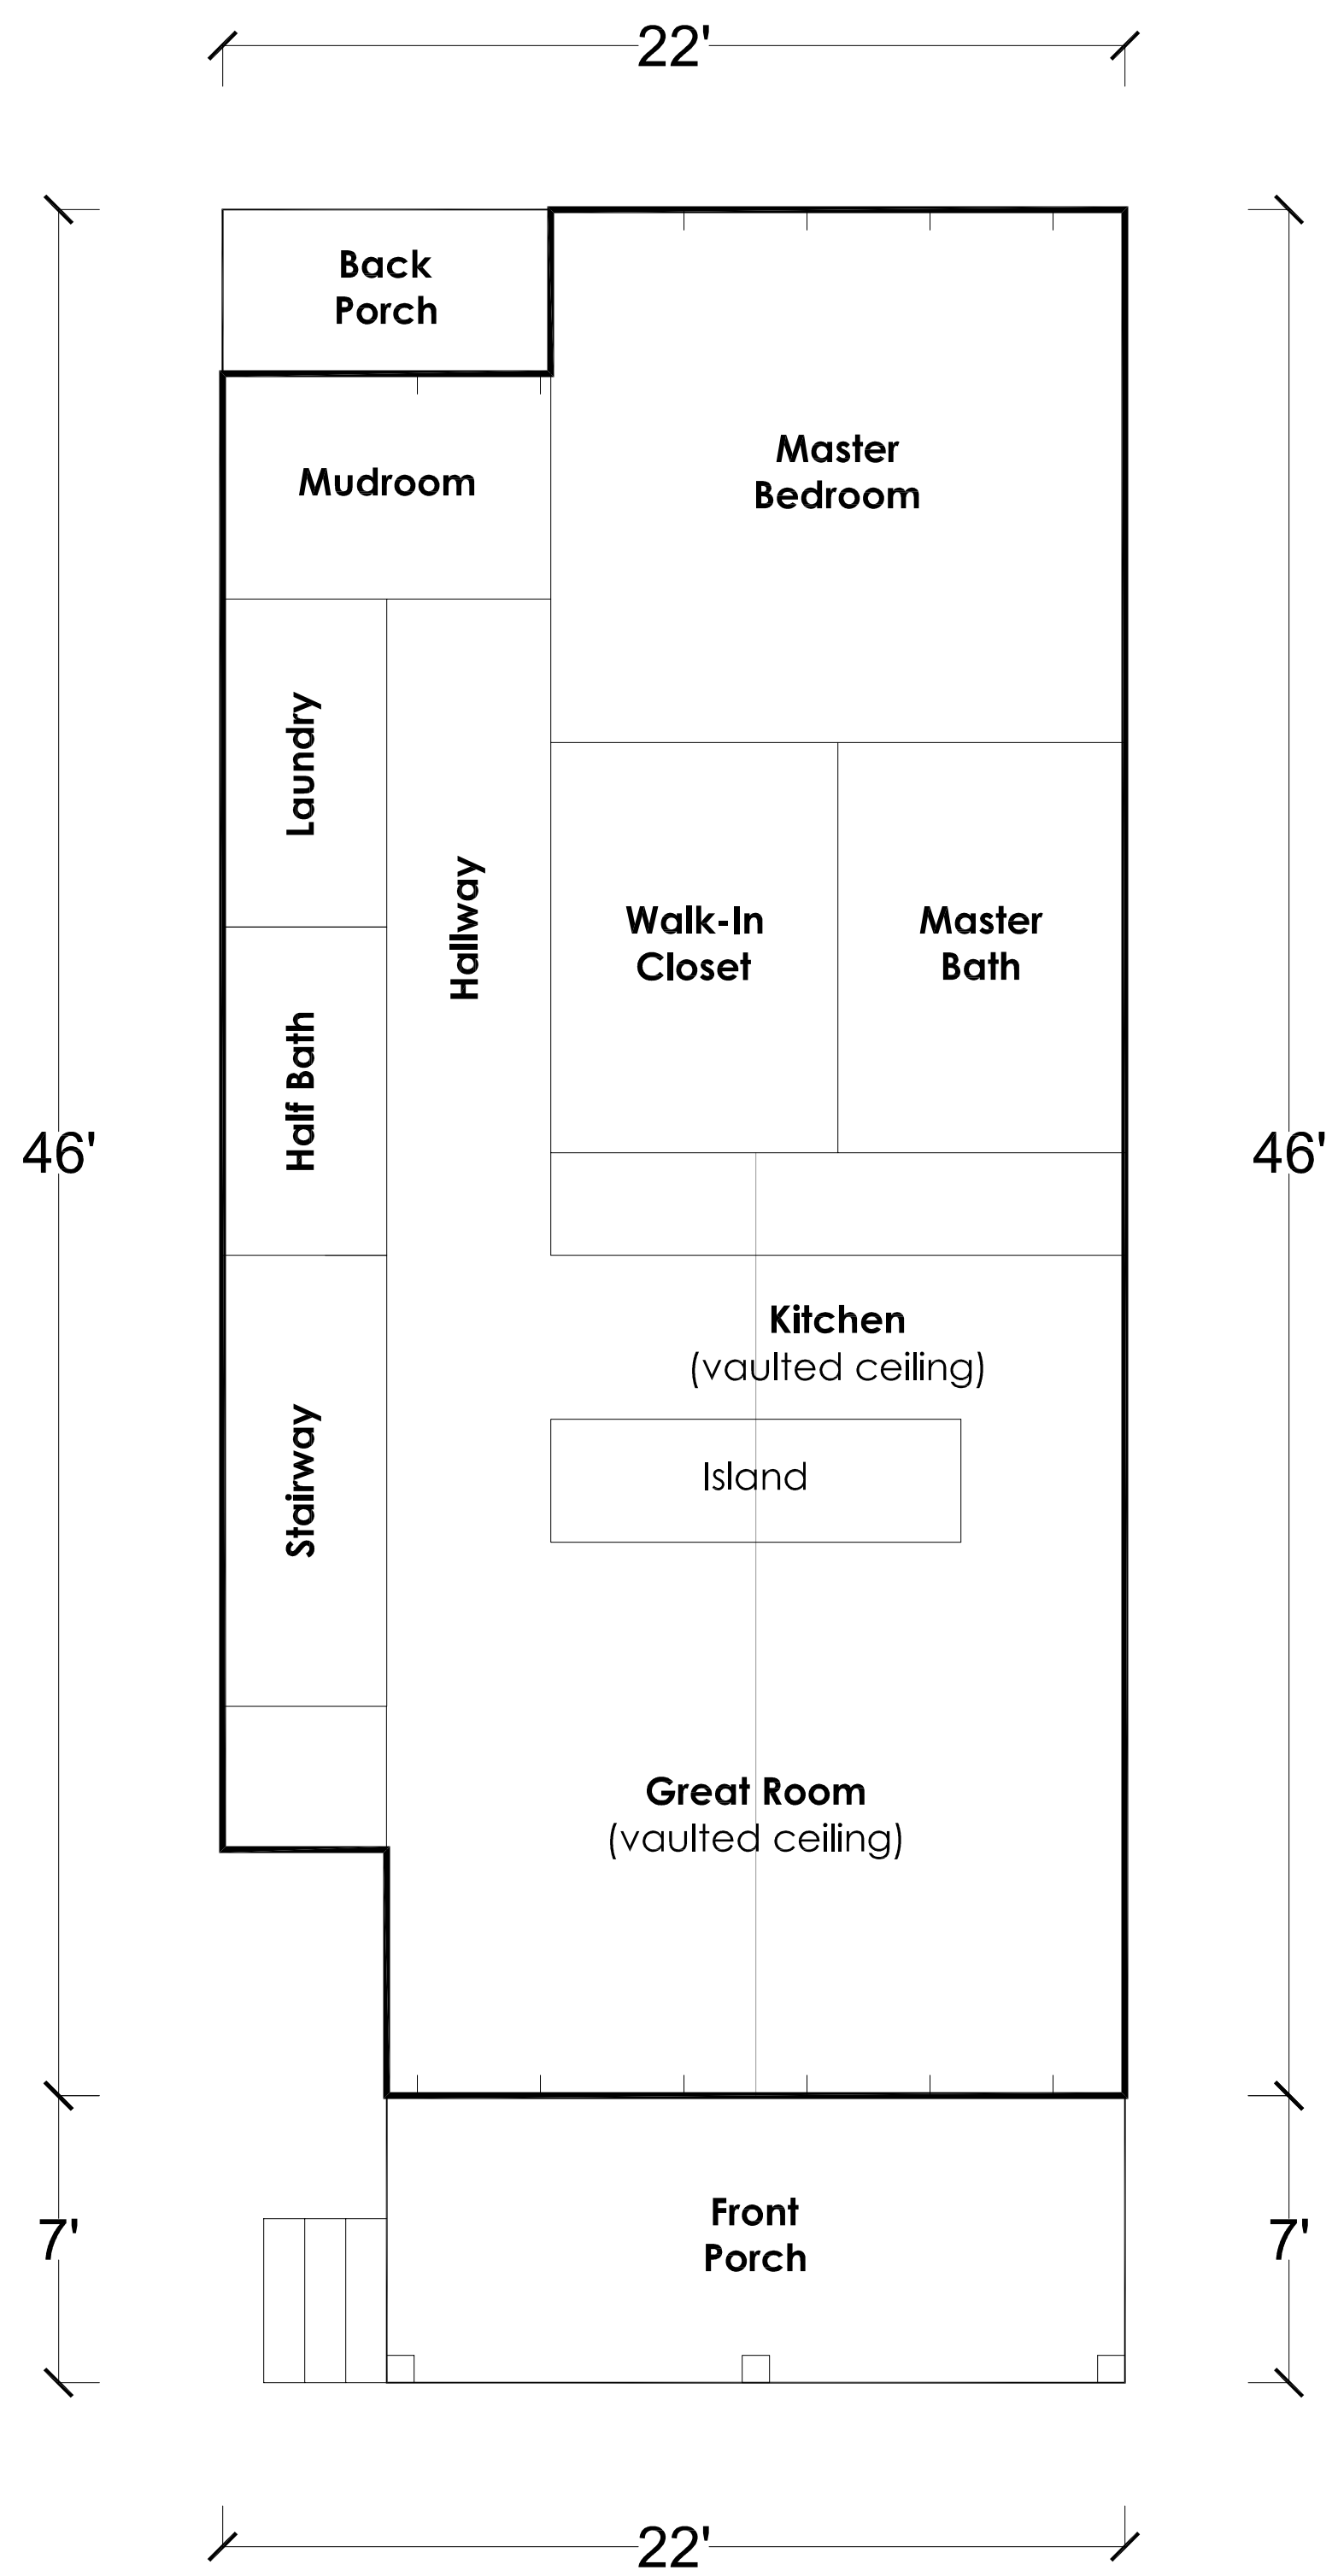 22'
Back
Porch
Master
Bedroom
Mudroom
Laundry
Hallway
Walk-In
Closet
Master
Bath
Half Bath
46'
46'
Kitchen
(vaulted ceiling)
Island
Stairway
Great Room
(vaulted ceiling)
Front
Porch
7'
7'
22'